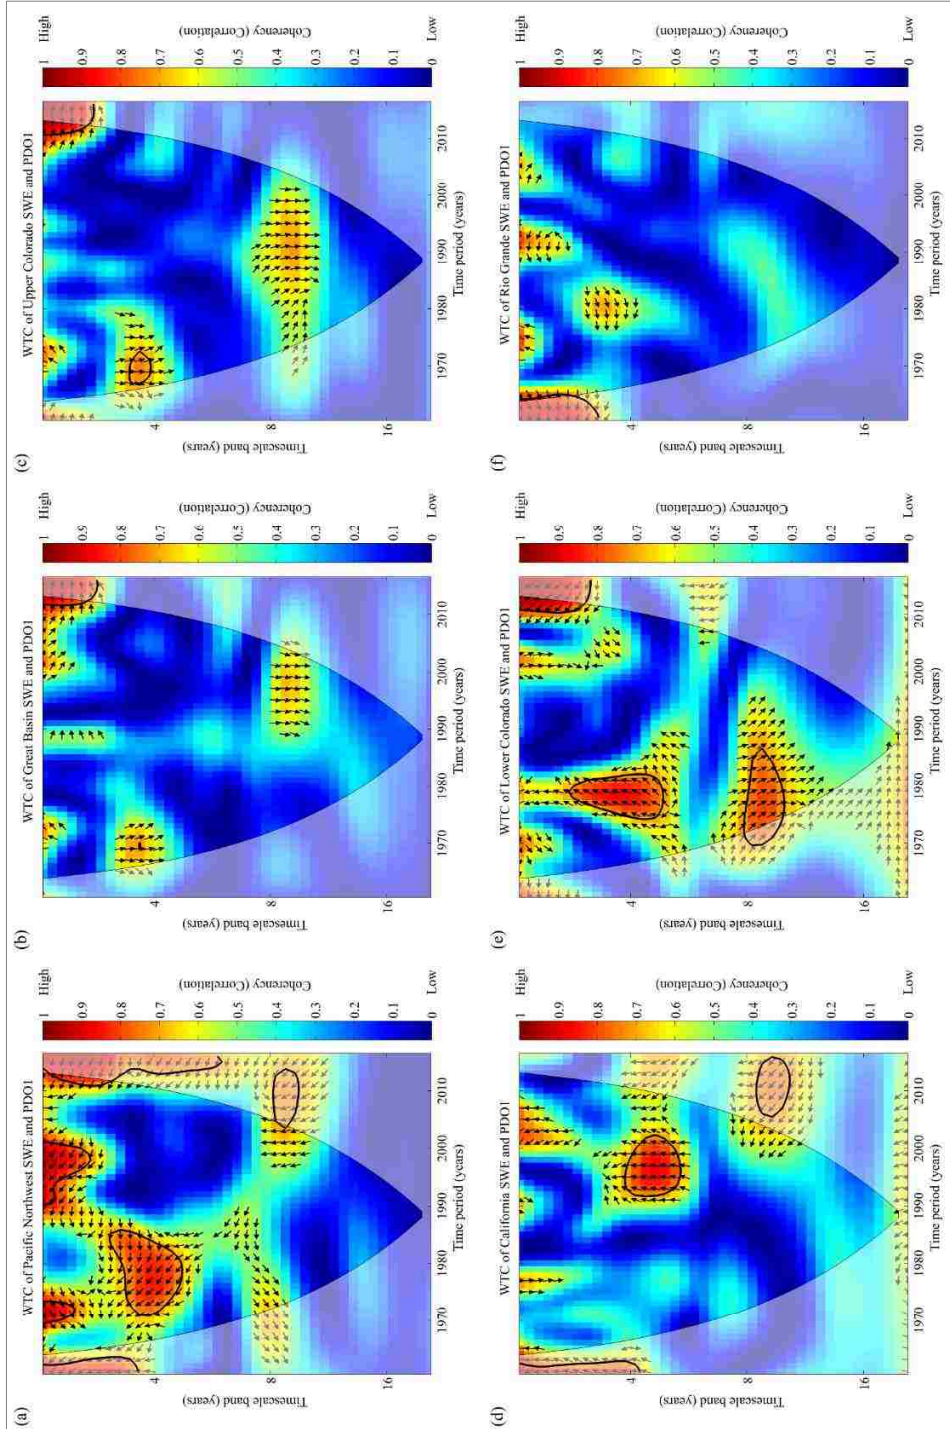 (a)
WTC of Pacific Northwest SWE and PDO1
Timescale band (years)
4
8
16
1970
1980
1990
2000
2010
Time period (years)
High
1
0.9
0.8
0.7
0.6
0.5
0.4
0.3
0.2
0.1
0
Low
Coherency (Correlation)
(b)
WTC of Great Basin SWE and PDO1
Timescale band (years)
4
8
16
1970
1980
1990
2000
2010
Time period (years)
High
1
0.9
0.8
0.7
0.6
0.5
0.4
0.3
0.2
0.1
0
Low
Coherency (Correlation)
(c)
WTC of Upper Colorado SWE and PDO1
Timescale band (years)
4
8
16
1970
1980
1990
2000
2010
Time period (years)
High
1
0.9
0.8
0.7
0.6
0.5
0.4
0.3
0.2
0.1
0
Low
Coherency (Correlation)
(d)
WTC of California SWE and PDO1
Timescale band (years)
4
8
16
1970
1980
1990
2000
2010
Time period (years)
High
1
0.9
0.8
0.7
0.6
0.5
0.4
0.3
0.2
0.1
0
Low
Coherency (Correlation)
(e)
WTC of Lower Colorado SWE and PDO1
Timescale band (years)
4
8
16
1970
1980
1990
2000
2010
Time period (years)
High
1
0.9
0.8
0.7
0.6
0.5
0.4
0.3
0.2
0.1
0
Low
Coherency (Correlation)
(f)
WTC of Rio Grande SWE and PDO1
Timescale band (years)
4
8
16
1970
1980
1990
2000
2010
Time period (years)
High
1
0.9
0.8
0.7
0.6
0.5
0.4
0.3
0.2
0.1
0
Low
Coherency (Correlation)